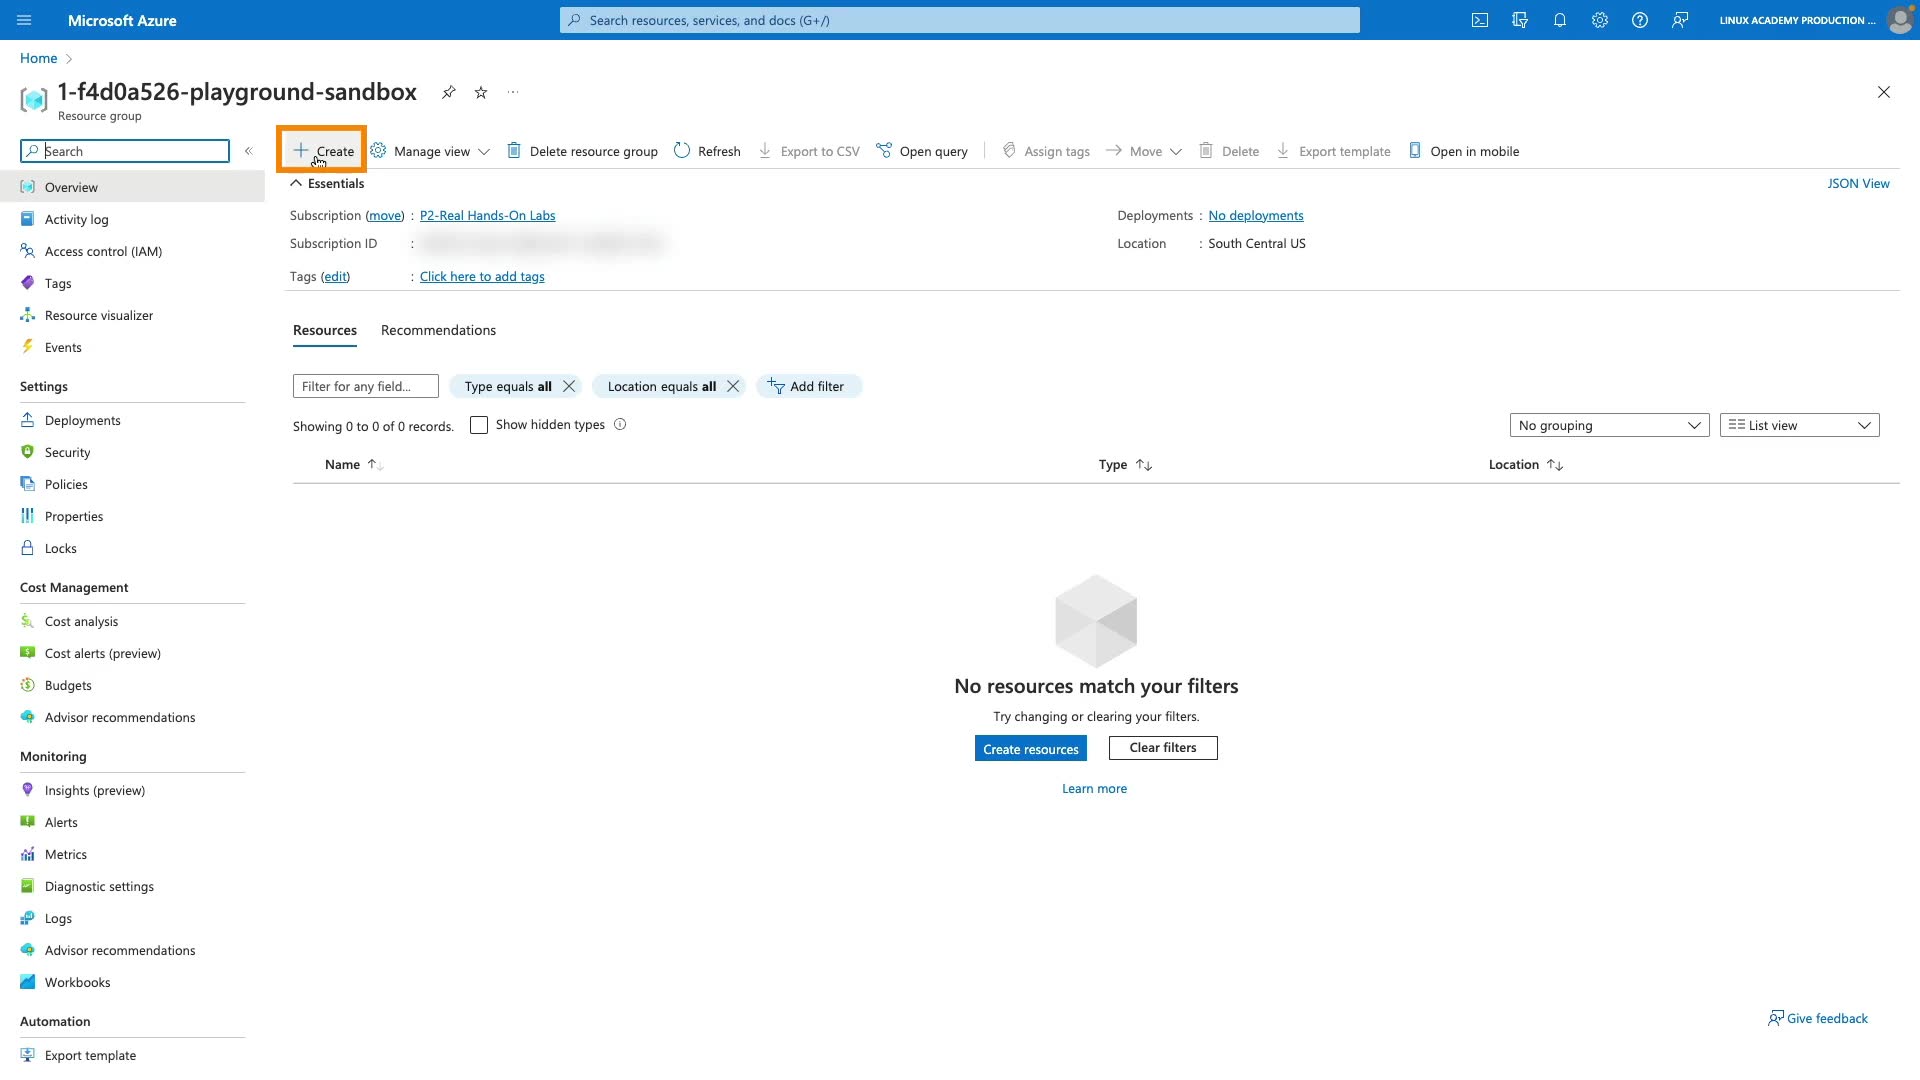 Microsoft Azure
Search resources, services, and docs (G+/)
LINUX ACADEMY PRODUCTION ...
Home
1-f4d0a526-playground-sandbox
Resource group
Search
Create
Manage view
Delete resource group
Refresh
Export to CSV
Open query
Assign tags
Move
Delete
Export template
Open in mobile
Overview
Activity log
Access control (IAM)
Tags
Resource visualizer
Events
Settings
Deployments
Security
Policies
Properties
Locks
Cost Management
Cost analysis
Cost alerts (preview)
Budgets
Advisor recommendations
Monitoring
Insights (preview)
Alerts
Metrics
Diagnostic settings
Logs
Advisor recommendations
Workbooks
Automation
Export template
Essentials
JSON View
Subscription (move) : P2-Real Hands-On Labs
Subscription ID :
Tags (edit) : Click here to add tags
Deployments : No deployments
Location : South Central US
Resources
Recommendations
Filter for any field...
Type equals all
Location equals all
Add filter
Showing 0 to 0 of 0 records.
Show hidden types
No grouping
List view
Name
Type
Location
No resources match your filters
Try changing or clearing your filters.
Create resources
Clear filters
Learn more
Give feedback